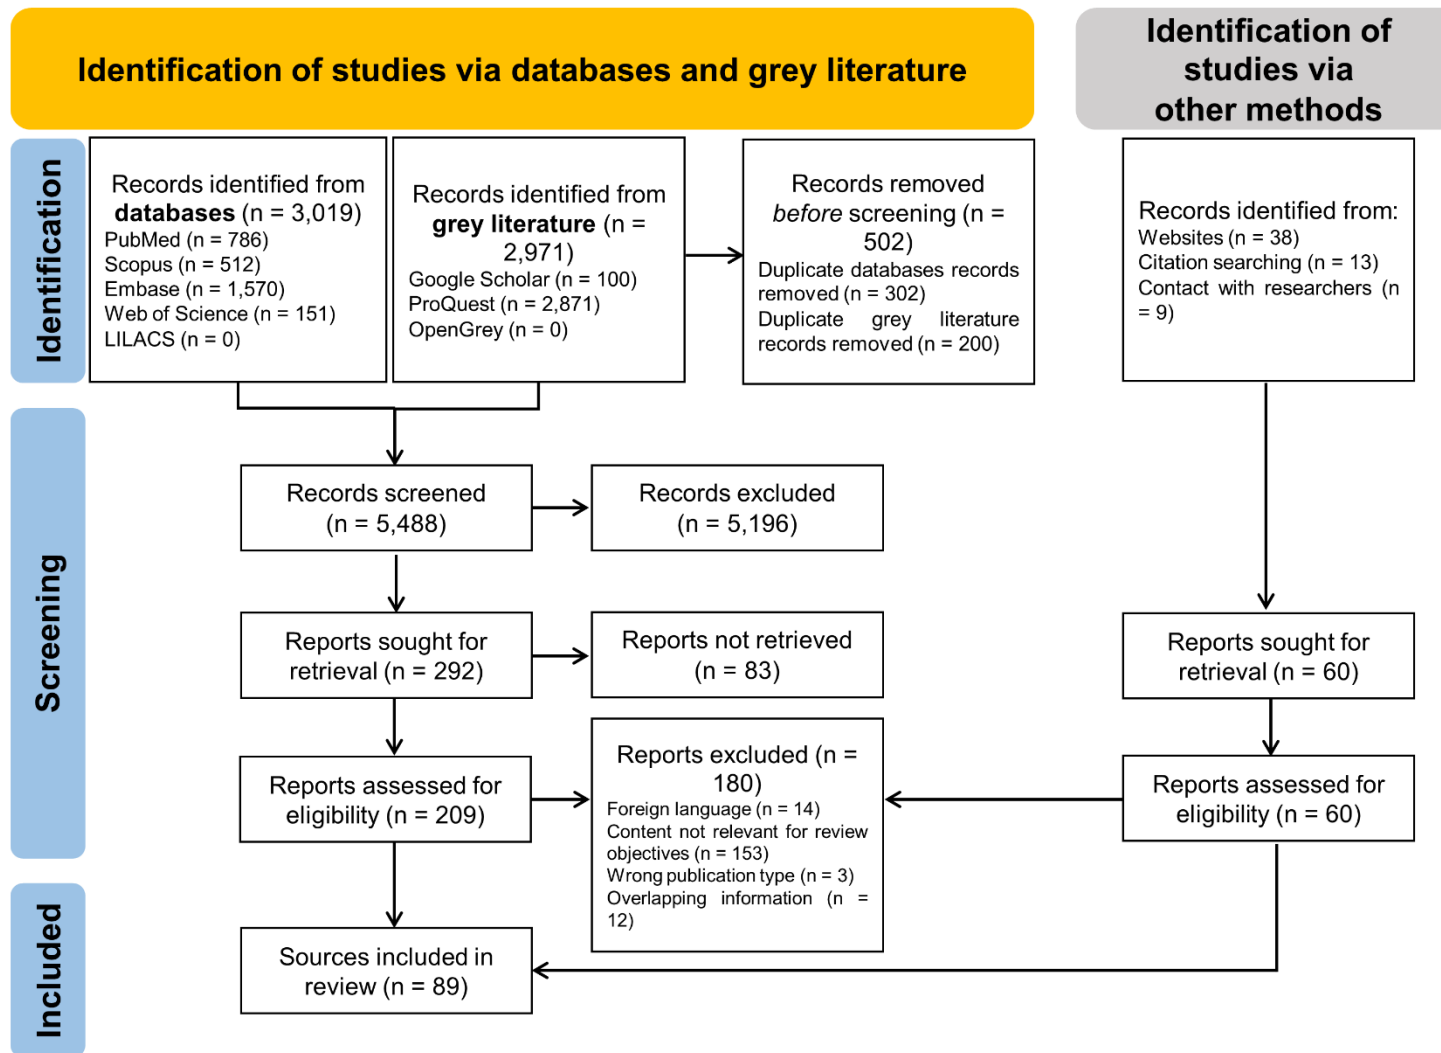 Identification of studies via databases and grey literature
Identification of
studies via
other methods
Identification
Records identified from
databases (n = 3,019)
PubMed (n = 786)
Scopus (n = 512)
Embase (n = 1,570)
Web of Science (n = 151)
LILACS (n = 0)
Records identified from
grey literature (n =
2,971)
Google Scholar (n = 100)
ProQuest (n = 2,871)
OpenGrey (n = 0)
Records removed
before screening (n =
502)
Duplicate databases records
removed (n = 302)
Duplicate grey literature
records removed (n = 200)
Records identified from:
Websites (n = 38)
Citation searching (n = 13)
Contact with researchers (n
= 9)
Screening
Records screened
(n = 5,488)
Records excluded
(n = 5,196)
Reports sought for
retrieval (n = 292)
Reports not retrieved
(n = 83)
Reports sought for
retrieval (n = 60)
Reports assessed for
eligibility (n = 209)
Reports excluded (n =
180)
Foreign language (n = 14)
Content not relevant for review
objectives (n = 153)
Wrong publication type (n = 3)
Overlapping information (n =
12)
Reports assessed for
eligibility (n = 60)
Included
Sources included in
review (n = 89)